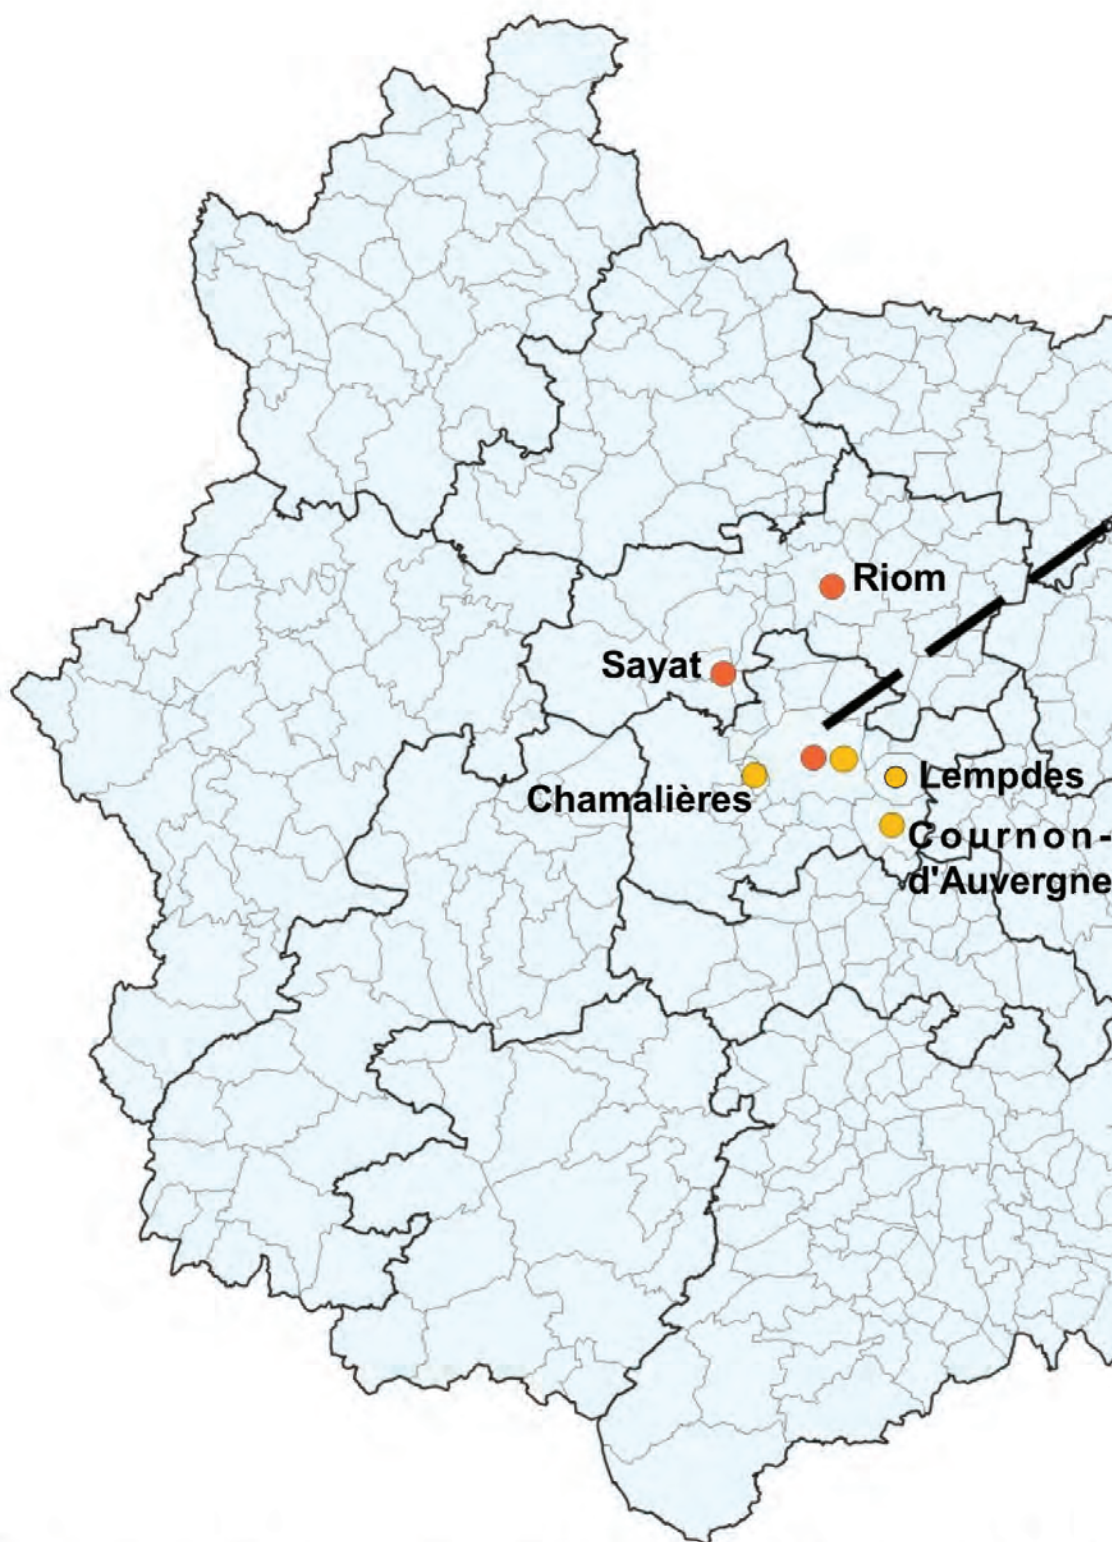 Riom
Sayat
Lempdes
Chamalières
Cournon-
d'Auvergne